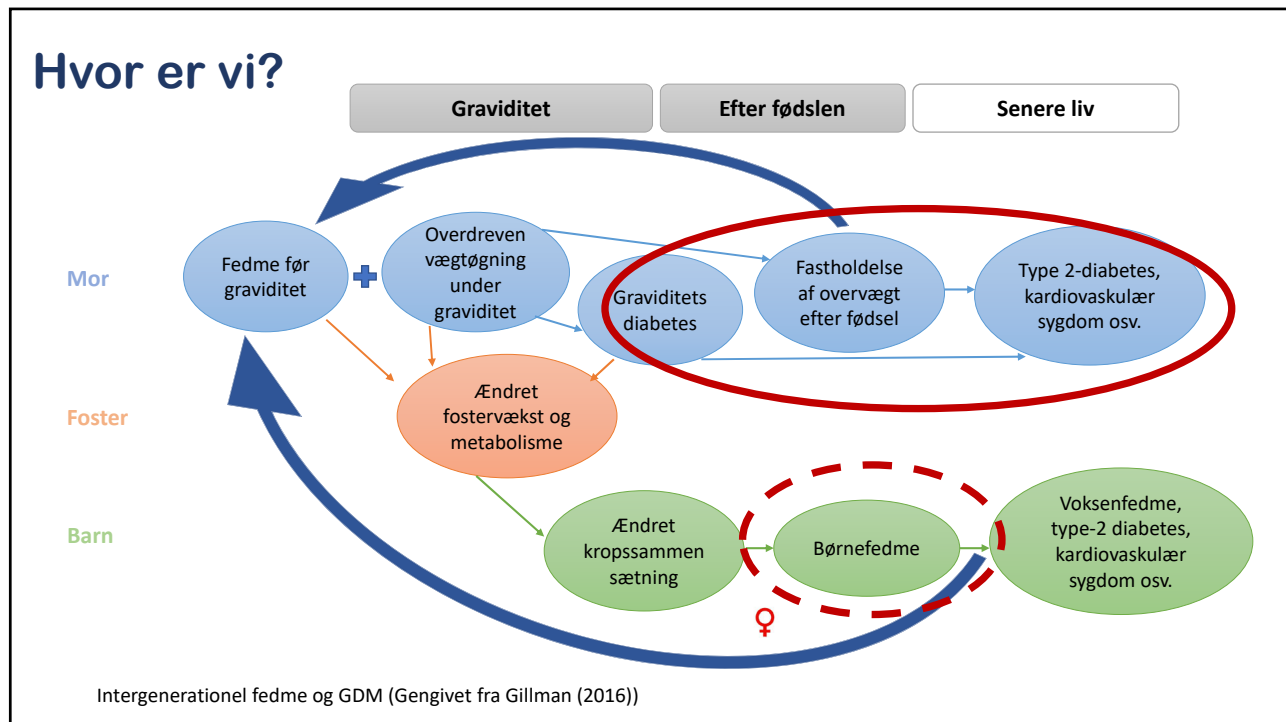 Hvor er vi?
Graviditet
Efter fødslen
Senere liv
Mor
Fedme før
graviditet
Overdreven
vægtøgning
under
graviditet
Graviditets
diabetes
Fastholdelse
af overvægt
efter fødsel
Type 2-diabetes,
kardiovaskulær
sygdom osv.
Foster
Ændret
fostervækst og
metabolisme
Barn
Ændret
kropssammen
sætning
Børnefedme
Voksenfedme,
type-2 diabetes,
kardiovaskulær
sygdom osv.
♀
Intergenerationel fedme og GDM (Gengivet fra Gillman (2016))